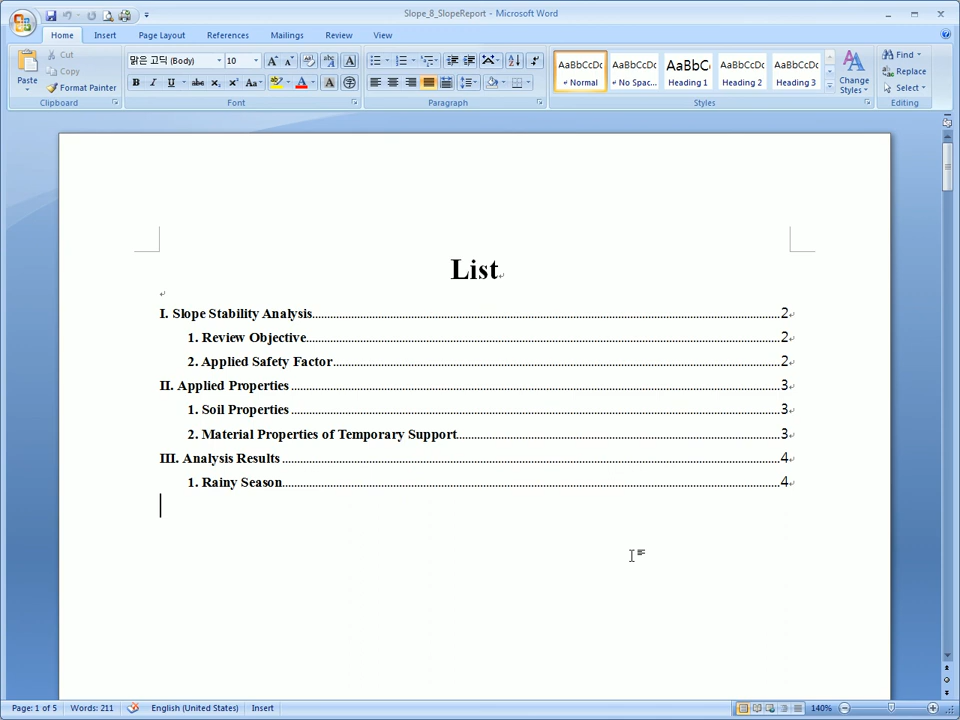 Slope_8_SlopeReport - Microsoft Word
Home Insert Page Layout References Mailings Review View
Paste
Cut
Copy
Format Painter
Clipboard
맑은 고딕 (Body) 10
Font
Paragraph
AaBbCcDc AaBbCcDc AaBbC AaBbCcDc AaBbCcDc
Normal No Spac... Heading 1 Heading 2 Heading 3
Change Styles
Styles
Find
Replace
Select
Editing
List
I. Slope Stability Analysis 2
1. Review Objective 2
2. Applied Safety Factor 2
II. Applied Properties 3
1. Soil Properties 3
2. Material Properties of Temporary Support 3
III. Analysis Results 4
1. Rainy Season 4
Page: 1 of 5 Words: 211 English (United States) Insert 140%